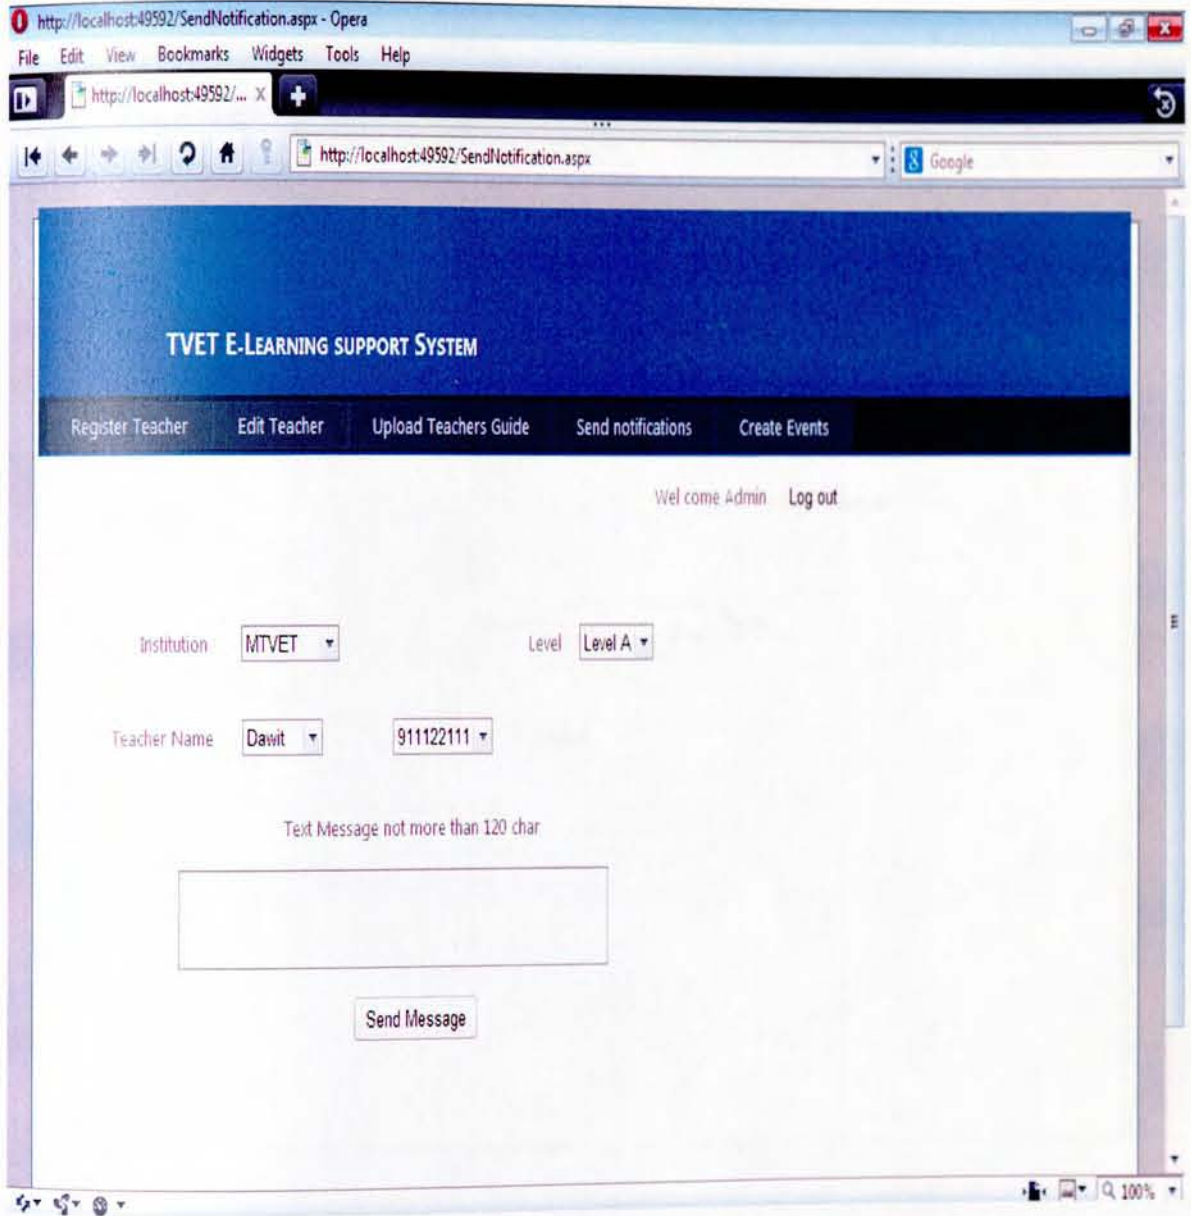 http://localhost:49592/SendNotification.aspx - Opera
File Edit View Bookmarks Widgets Tools Help
http://localhost:49592/... X
http://localhost:49592/SendNotification.aspx
Google
TVET E-LEARNING SUPPORT SYSTEM
Register Teacher Edit Teacher Upload Teachers Guide Send notifications Create Events
Wel come Admin Log out
Institution MTVET Level Level A
Teacher Name Dawit 911122111
Text Message not more than 120 char
Send Message
100%